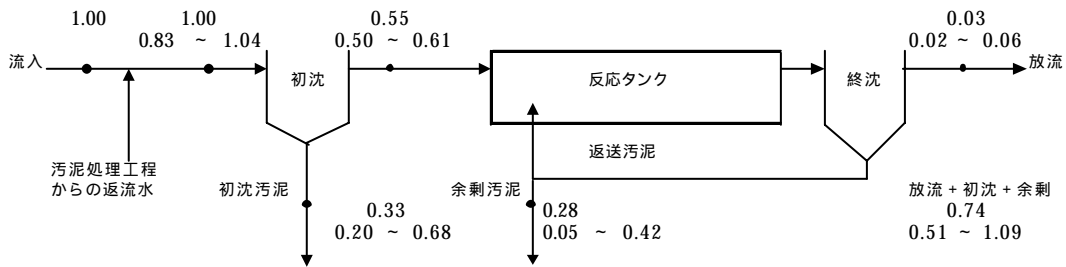 1.00
1.00
0.83 ~ 1.04
0.55
0.50 ~ 0.61
0.03
0.02 ~ 0.06
流入
初沈
反応タンク
終沈
放流
汚泥処理工程
からの返流水
返送汚泥
初沈汚泥
0.33
0.20 ~ 0.68
余剰汚泥
0.28
0.05 ~ 0.42
放流+初沈+余剰
0.74
0.51 ~ 1.09